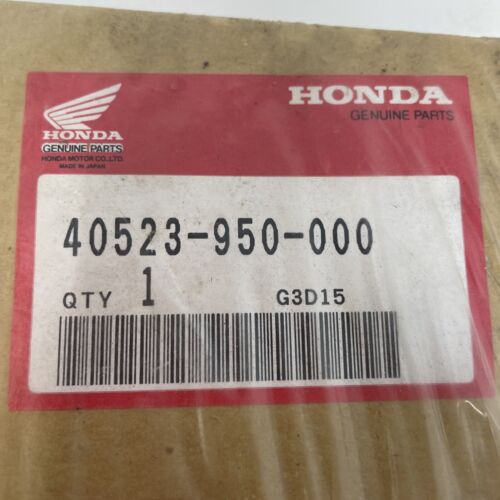 HONDA
GENUINE PARTS
HONDA MOTOR CO.,LTD.
MADE IN JAPAN
HONDA
GENUINE PARTS
40523-950-000
QTY 1 G3D15